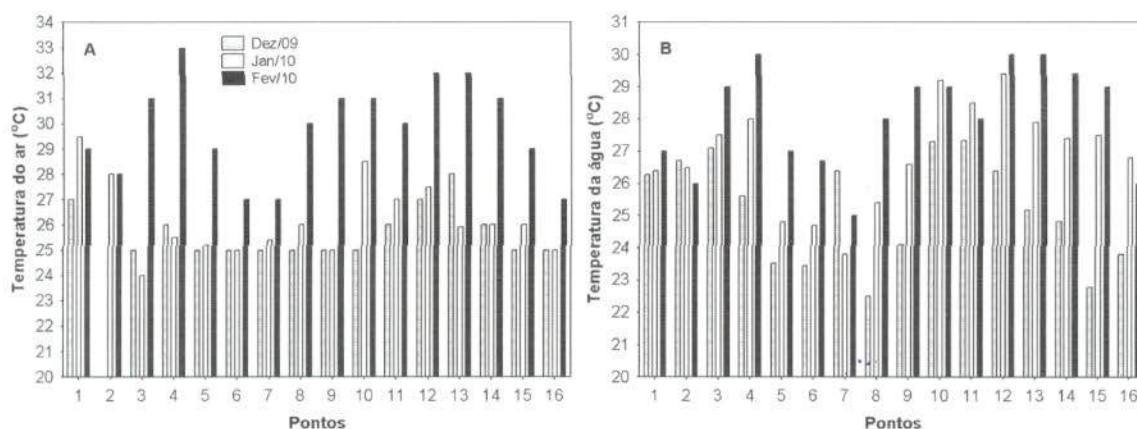 A
Dez/09
Jan/10
Fev/10
Temperatura do ar (°C)
34
33
32
31
30
29
28
27
26
25
24
23
22
21
20
1 2 3 4 5 6 7 8 9 10 11 12 13 14 15 16
Pontos
B
Temperatura da água (°C)
31
30
29
28
27
26
25
24
23
22
21
20
1 2 3 4 5 6 7 8 9 10 11 12 13 14 15 16
Pontos